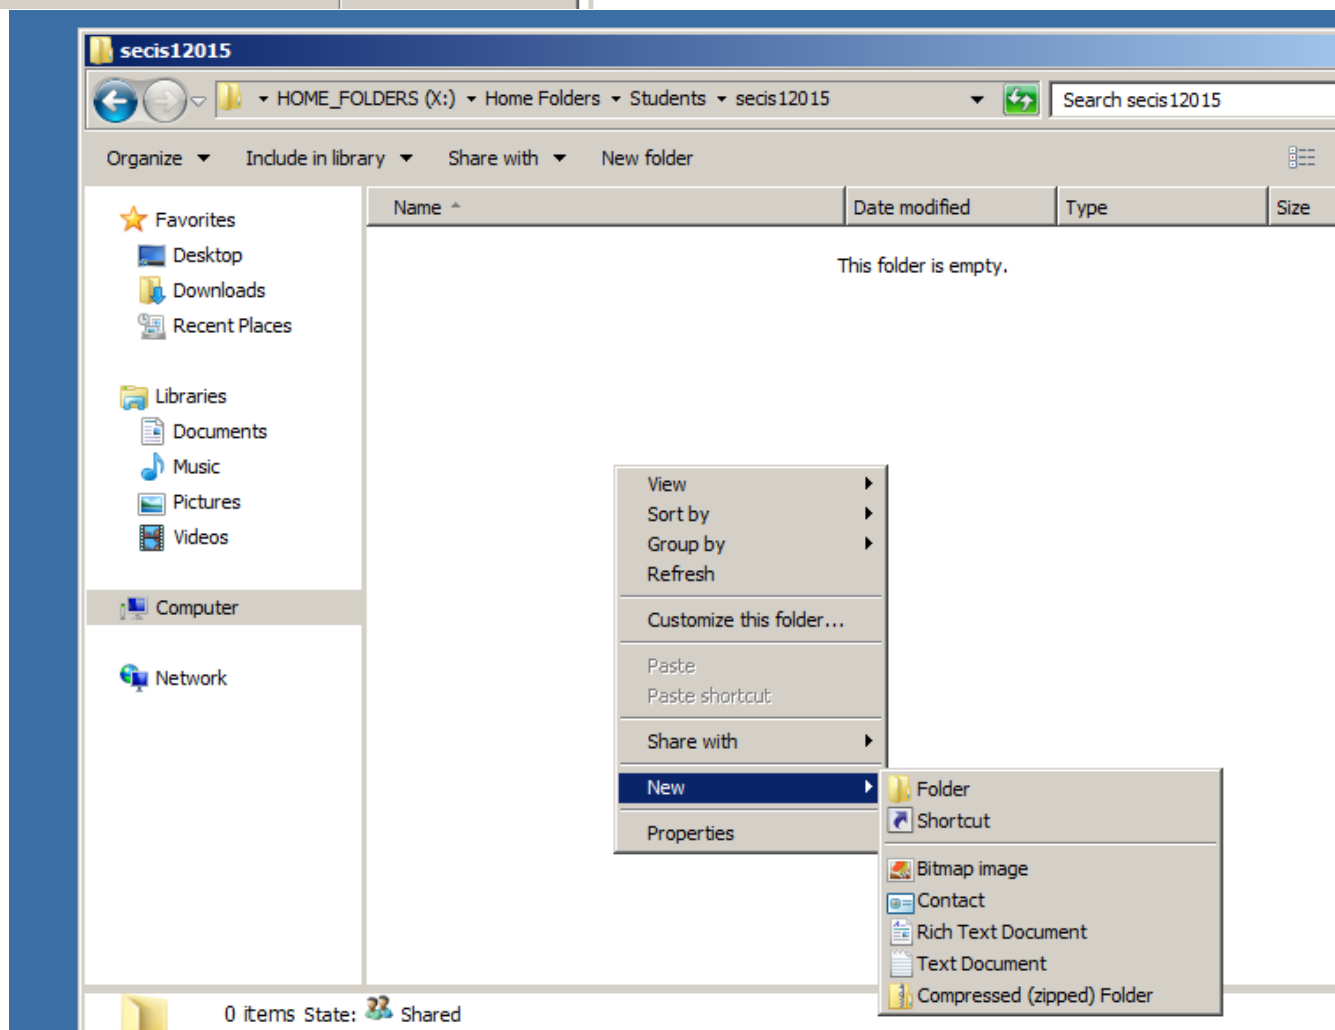 secis12015
HOME_FOLDERS (X:) Home Folders Students secis12015
Search secis12015
Organize Include in library Share with New folder
Name Date modified Type Size
This folder is empty.
Favorites
Desktop
Downloads
Recent Places
Libraries
Documents
Music
Pictures
Videos
Computer
Network
View
Sort by
Group by
Refresh
Customize this folder...
Paste
Paste shortcut
Share with
New
Properties
Folder
Shortcut
Bitmap image
Contact
Rich Text Document
Text Document
Compressed (zipped) Folder
0 items State: Shared